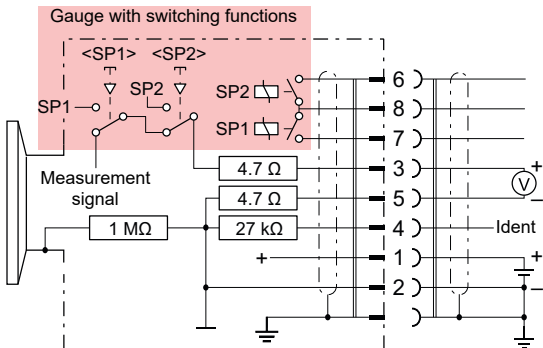 Gauge with switching functions
<SP1> <SP2>
SP1
SP2
SP2
SP1
6
8
7
Measurement
signal
4.7 Ω
3
+
V
4.7 Ω
5
–
1 MΩ
27 kΩ
4
Ident
+
1
+
2
–